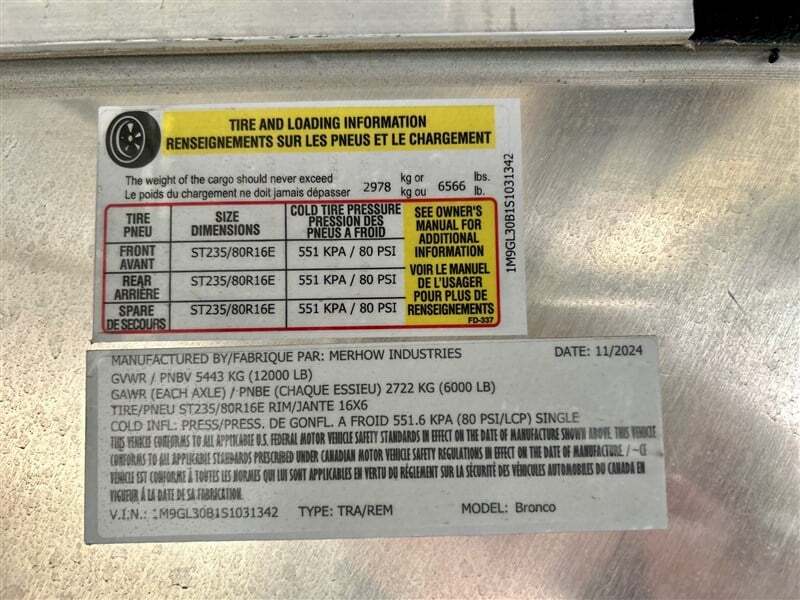 TIRE AND LOADING INFORMATION
RENSEIGNEMENTS SUR LES PNEUS ET LE CHARGEMENT
The weight of the cargo should never exceed 2978 kg or 6566 lbs.
Le poids du chargement ne doit jamais dépasser kg ou lb.
TIRE PNEU
SIZE DIMENSIONS
COLD TIRE PRESSURE PRESSION DES PNEUS A FROID
FRONT AVANT
ST235/80R16E
551 KPA / 80 PSI
REAR ARRIÈRE
ST235/80R16E
551 KPA / 80 PSI
SPARE DE SECOURS
ST235/80R16E
551 KPA / 80 PSI
SEE OWNER'S
MANUAL FOR
ADDITIONAL
INFORMATION
VOIR LE MANUEL
DE L'USAGER
POUR PLUS DE
RENSEIGNEMENTS
FD-337
1M9GL30B1S1031342
MANUFACTURED BY/FABRIQUE PAR: MERHOW INDUSTRIES DATE: 11/2024
GVWR / PNBV 5443 KG (12000 LB)
GAWR (EACH AXLE) / PNBE (CHAQUE ESSIEU) 2722 KG (6000 LB)
TIRE/PNEU ST235/80R16E RIM/JANTE 16X6
COLD INFL: PRESS/PRESS. DE GONFL. A FROID 551.6 KPA (80 PSI/LCP) SINGLE
THIS VEHICLE CONFORMS TO ALL APPLICABLE U.S. FEDERAL MOTOR VEHICLE SAFETY STANDARDS IN EFFECT ON THE DATE OF MANUFACTURE SHOWN ABOVE. THIS VEHICLE
CONFORMS TO ALL APPLICABLE STANDARDS PRESCRIBED UNDER CANADIAN MOTOR VEHICLE SAFETY REGULATIONS IN EFFECT ON THE DATE OF MANUFACTURE. / ~CE
VÉHICLE EST CONFORME À TOUTES LES NORMES QUI LUI SONT APPLICABLES EN VERTU DU RÉGLEMENT SUR LA SÉCURITÉ DES VÉHICULES AUTOMOBILES DU CANADA EN
VIGUEUR À LA DATE DE SA FABRICATION.
V.I.N.: 1M9GL30B1S1031342 TYPE: TRA/REM MODEL: Bronco